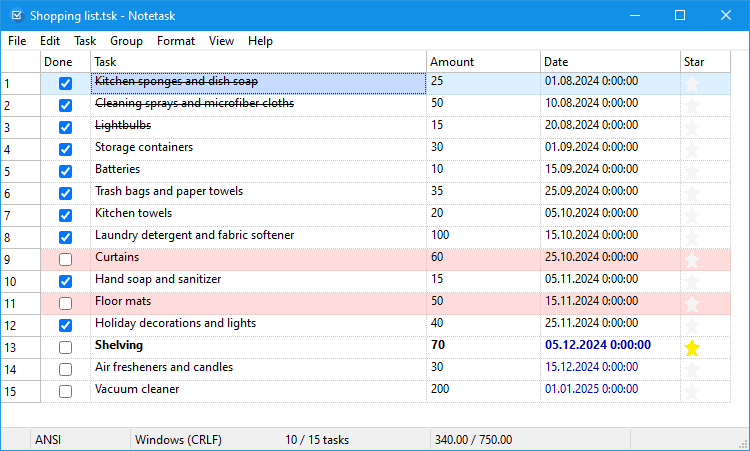 Shopping list.tsk - Notetask
File Edit Task Group Format View Help
Done Task Amount Date Star
1 Kitchen sponges and dish soap 25 01.08.2024 0:00:00
2 Cleaning sprays and microfiber cloths 50 10.08.2024 0:00:00
3 Lightbulbs 15 20.08.2024 0:00:00
4 Storage containers 30 01.09.2024 0:00:00
5 Batteries 10 15.09.2024 0:00:00
6 Trash bags and paper towels 35 25.09.2024 0:00:00
7 Kitchen towels 20 05.10.2024 0:00:00
8 Laundry detergent and fabric softener 100 15.10.2024 0:00:00
9 Curtains 60 25.10.2024 0:00:00
10 Hand soap and sanitizer 15 05.11.2024 0:00:00
11 Floor mats 50 15.11.2024 0:00:00
12 Holiday decorations and lights 40 25.11.2024 0:00:00
13 Shelving 70 05.12.2024 0:00:00
14 Air fresheners and candles 30 15.12.2024 0:00:00
15 Vacuum cleaner 200 01.01.2025 0:00:00
ANSI Windows (CRLF) 10 / 15 tasks 340.00 / 750.00